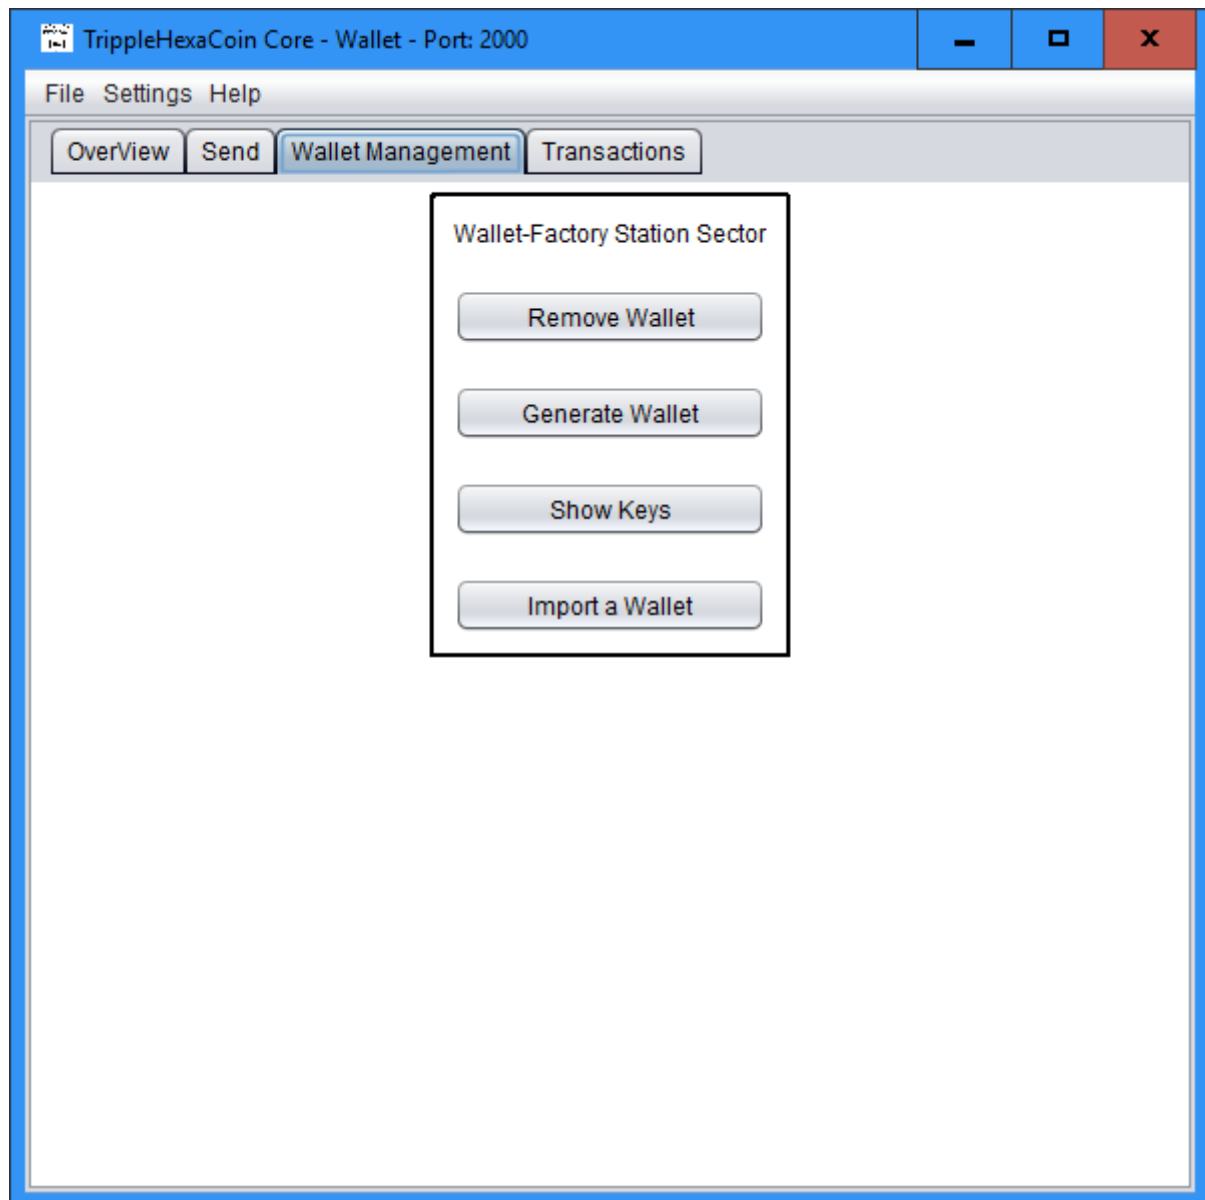 TrippleHexaCoin Core - Wallet - Port: 2000
File Settings Help
OverView Send Wallet Management Transactions
Wallet-Factory Station Sector
Remove Wallet
Generate Wallet
Show Keys
Import a Wallet